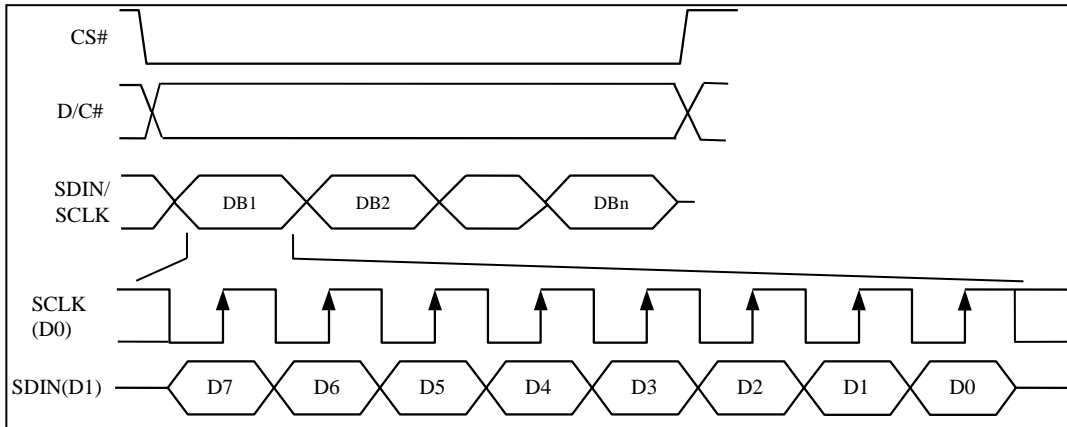 CS#
D/C#
SDIN/
SCLK
DB1 DB2 DBn
SCLK
(D0)
SDIN(D1) D7 D6 D5 D4 D3 D2 D1 D0